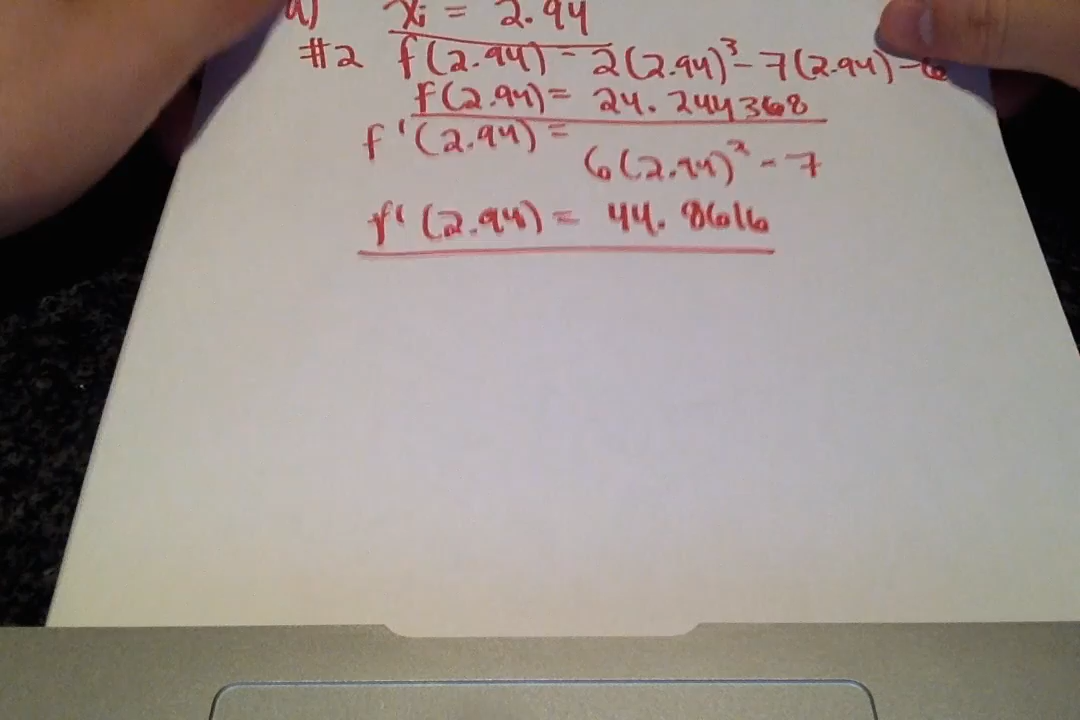 a) xi = 2.94
#2 f(2.94) = 2(2.94)³ - 7(2.94) - 6
f(2.94) = 24.244368
f'(2.94) =
6(2.94)² - 7
f'(2.94) = 44.8616